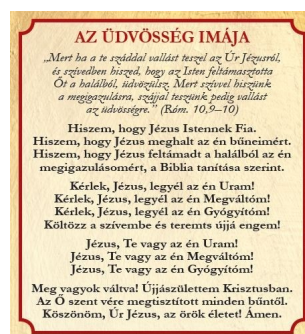 AZ ÜDVÖSSÉG IMÁJA
„Mert ha a te száddal vallást teszel az Úr Jézusról,
és szívedben hiszed, hogy az Isten feltámasztotta
Őt a halálból, üdvözülsz. Mert szívvel hiszünk
a megigazulásra, szájjal teszünk pedig vallást
az üdvösségre.” (Róm. 10,9–10)
Hiszem, hogy Jézus Istennek Fia.
Hiszem, hogy Jézus meghalt az én bűneimért.
Hiszem, hogy Jézus feltámadt a halálból az én
megigazulásomért, a Biblia tanítása szerint.
Kérlek, Jézus, legyél az én Uram!
Kérlek, Jézus, legyél az én Megváltóm!
Kérlek, Jézus, legyél az én Gyógyítóm!
Költözz a szívembe és teremts újjá engem!
Jézus, Te vagy az én Uram!
Jézus, Te vagy az én Megváltóm!
Jézus, Te vagy az én Gyógyítóm!
Meg vagyok váltva! Újjászülettem Krisztusban.
Az Ő szent vére megtisztított minden bűntől.
Köszönöm, Úr Jézus, az örök életet! Ámen.